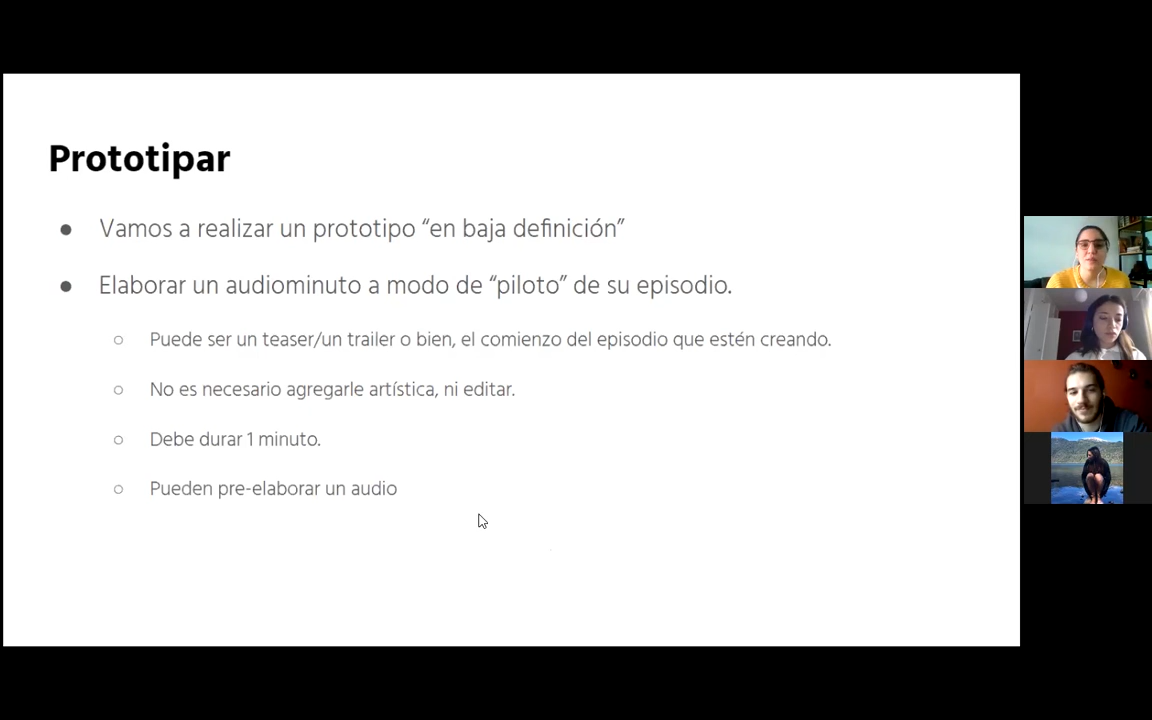 Prototipar
● Vamos a realizar un prototipo “en baja definición”
● Elaborar un audiominuto a modo de “piloto” de su episodio.
○ Puede ser un teaser/un trailer o bien, el comienzo del episodio que estén creando.
○ No es necesario agregarle artística, ni editar.
○ Debe durar 1 minuto.
○ Pueden pre-elaborar un audio